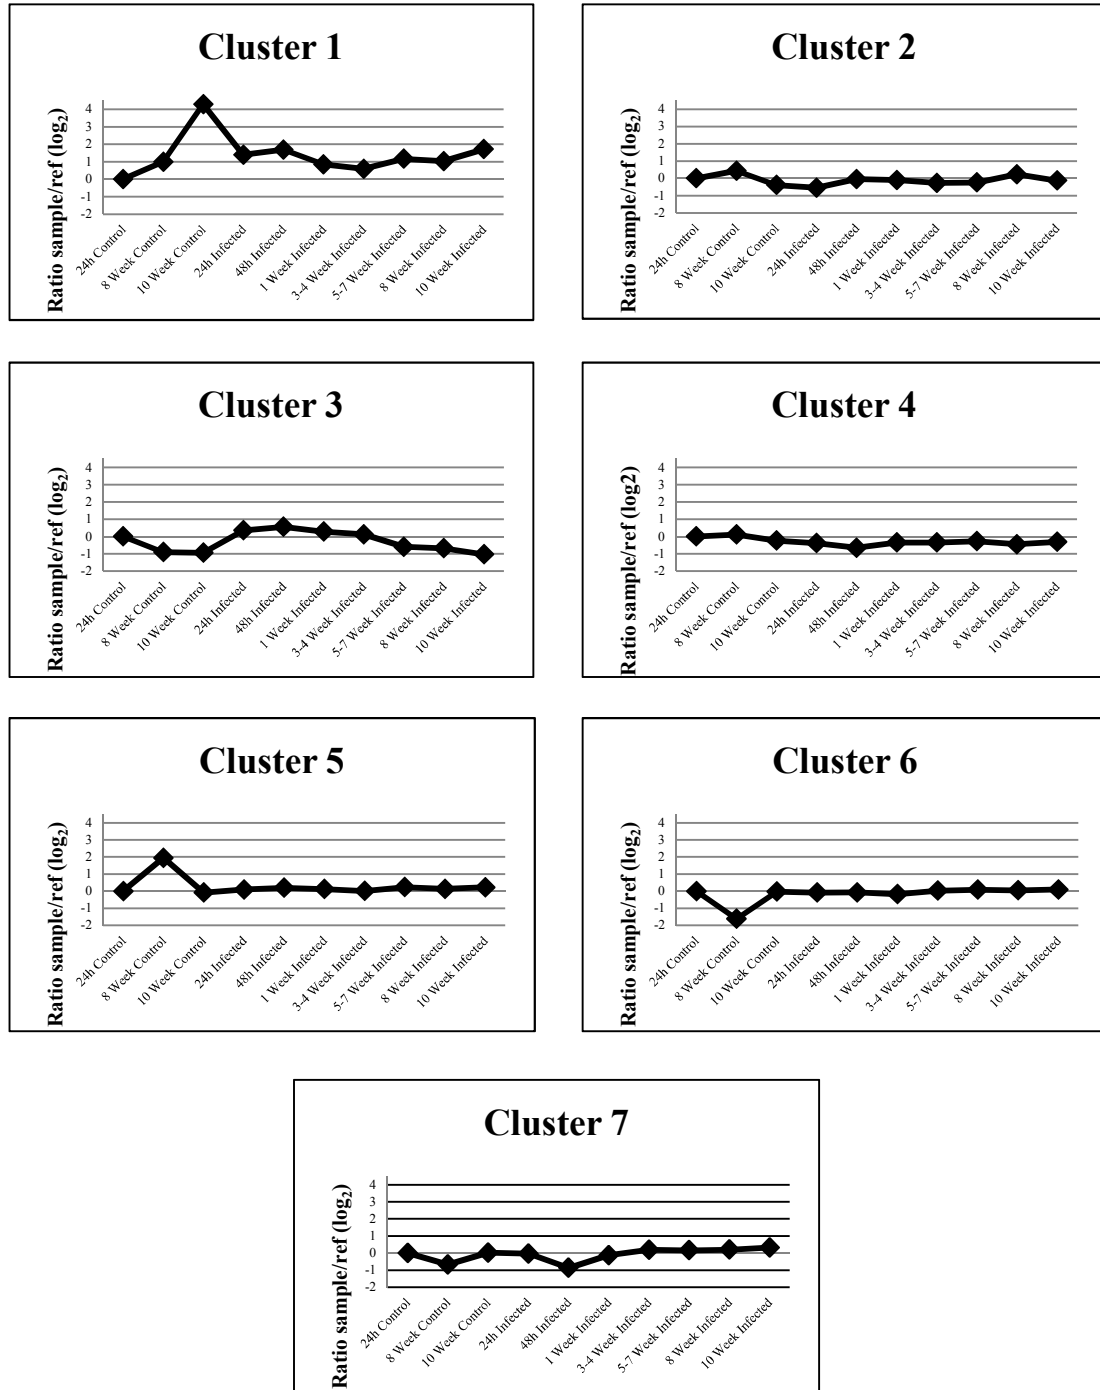 Cluster 1
Ratio sample/ref (log2)
4
3
2
1
0
-1
-2
24h Control
8 Week Control
10 Week Control
24h Infected
48h Infected
1 Week Infected
3-4 Week Infected
5-7 Week Infected
8 Week Infected
10 Week Infected
Cluster 2
Ratio sample/ref (log2)
4
3
2
1
0
-1
-2
24h Control
8 Week Control
10 Week Control
24h Infected
48h Infected
1 Week Infected
3-4 Week Infected
5-7 Week Infected
8 Week Infected
10 Week Infected
Cluster 3
Ratio sample/ref (log2)
4
3
2
1
0
-1
-2
24h Control
8 Week Control
10 Week Control
24h Infected
48h Infected
1 Week Infected
3-4 Week Infected
5-7 Week Infected
8 Week Infected
10 Week Infected
Cluster 4
Ratio sample/ref (log2)
4
3
2
1
0
-1
-2
24h Control
8 Week Control
10 Week Control
24h Infected
48h Infected
1 Week Infected
3-4 Week Infected
5-7 Week Infected
8 Week Infected
10 Week Infected
Cluster 5
Ratio sample/ref (log2)
4
3
2
1
0
-1
-2
24h Control
8 Week Control
10 Week Control
24h Infected
48h Infected
1 Week Infected
3-4 Week Infected
5-7 Week Infected
8 Week Infected
10 Week Infected
Cluster 6
Ratio sample/ref (log2)
4
3
2
1
0
-1
-2
24h Control
8 Week Control
10 Week Control
24h Infected
48h Infected
1 Week Infected
3-4 Week Infected
5-7 Week Infected
8 Week Infected
10 Week Infected
Cluster 7
Ratio sample/ref (log2)
4
3
2
1
0
-1
-2
24h Control
8 Week Control
10 Week Control
24h Infected
48h Infected
1 Week Infected
3-4 Week Infected
5-7 Week Infected
8 Week Infected
10 Week Infected